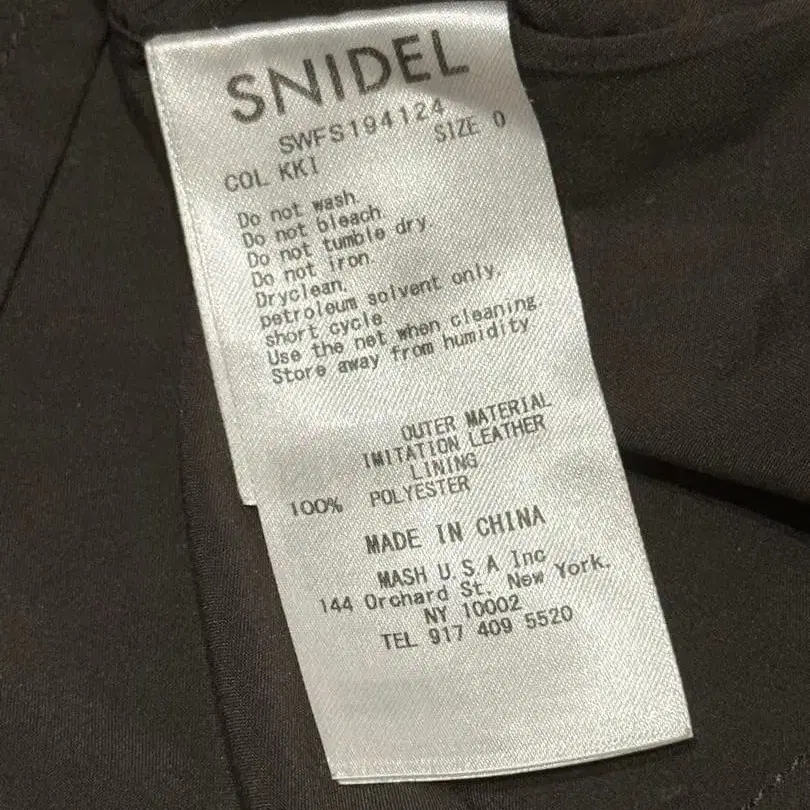 SNIDEL
SWFS194124
COL KKI SIZE 0
Do not wash.
Do not bleach.
Do not tumble dry.
Do not iron.
Dryclean,
petroleum solvent only,
short cycle
Use the net when cleaning.
Store away from humidity
OUTER MATERIAL
IMITATION LEATHER
LINING
100% POLYESTER
MADE IN CHINA
MASH U.S.A Inc
144 Orchard St. New York.
NY 10002
TEL 917 409 5520